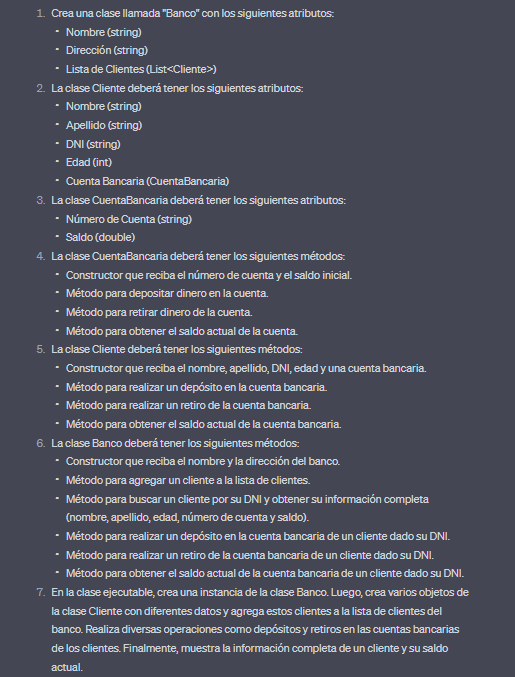 1. Crea una clase llamada "Banco" con los siguientes atributos:
• Nombre (string)
• Dirección (string)
• Lista de Clientes (List<Cliente>)
2. La clase Cliente deberá tener los siguientes atributos:
• Nombre (string)
• Apellido (string)
• DNI (string)
• Edad (int)
• Cuenta Bancaria (CuentaBancaria)
3. La clase CuentaBancaria deberá tener los siguientes atributos:
• Número de Cuenta (string)
• Saldo (double)
4. La clase CuentaBancaria deberá tener los siguientes métodos:
• Constructor que reciba el número de cuenta y el saldo inicial.
• Método para depositar dinero en la cuenta.
• Método para retirar dinero de la cuenta.
• Método para obtener el saldo actual de la cuenta.
5. La clase Cliente deberá tener los siguientes métodos:
• Constructor que reciba el nombre, apellido, DNI, edad y una cuenta bancaria.
• Método para realizar un depósito en la cuenta bancaria.
• Método para realizar un retiro de la cuenta bancaria.
• Método para obtener el saldo actual de la cuenta bancaria.
6. La clase Banco deberá tener los siguientes métodos:
• Constructor que reciba el nombre y la dirección del banco.
• Método para agregar un cliente a la lista de clientes.
• Método para buscar un cliente por su DNI y obtener su información completa
(nombre, apellido, edad, número de cuenta y saldo).
• Método para realizar un depósito en la cuenta bancaria de un cliente dado su DNI.
• Método para realizar un retiro de la cuenta bancaria de un cliente dado su DNI.
• Método para obtener el saldo actual de la cuenta bancaria de un cliente dado su DNI.
7. En la clase ejecutable, crea una instancia de la clase Banco. Luego, crea varios objetos de
la clase Cliente con diferentes datos y agrega estos clientes a la lista de clientes del
banco. Realiza diversas operaciones como depósitos y retiros en las cuentas bancarias
de los clientes. Finalmente, muestra la información completa de un cliente y su saldo
actual.